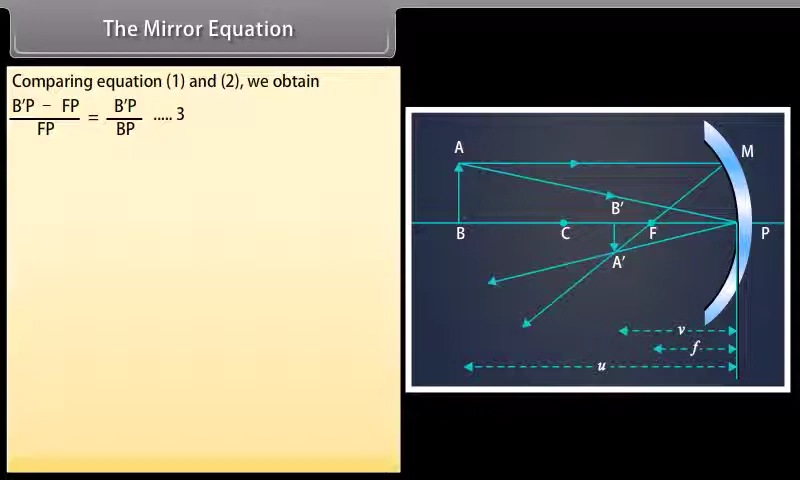 The Mirror Equation
Comparing equation (1) and (2), we obtain
B′P − FP / FP = B′P / BP ..... 3
A
M
B′
B
C
F
P
A′
v
f
u